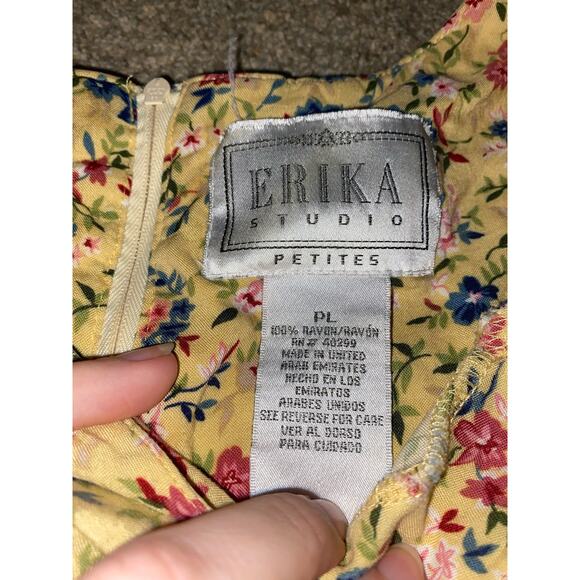 ERIKA
STUDIO
PETITES
PL
100% RAYON/RAYÓN
RN# 40299
MADE IN UNITED
ARAB EMIRATES
HECHO EN LOS
EMIRATOS
ARABES UNIDOS
SEE REVERSE FOR CARE
VER AL DORSO
PARA CUIDADO